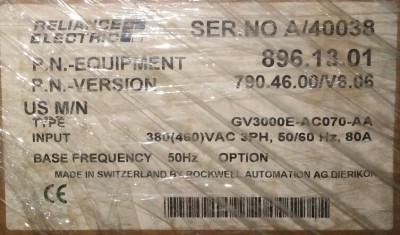 RELIANCE ELECTRIC SER.NO A/40038
P.N.-EQUIPMENT 896.13.01
P.N.-VERSION 790.46.00/V8.06
US M/N
TYPE GV3000E-AC070-AA
INPUT 380(460)VAC 3PH, 50/60 Hz, 80A
BASE FREQUENCY 50Hz OPTION
MADE IN SWITZERLAND BY ROCKWELL AUTOMATION AG DIERIKON
CE